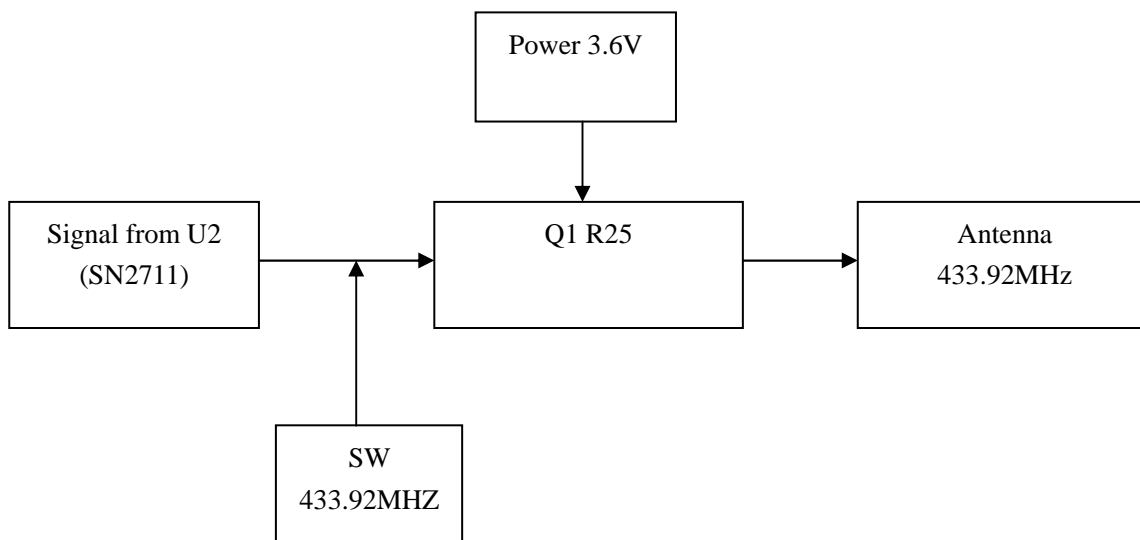 Power 3.6V
Signal from U2
(SN2711)
Q1 R25
Antenna
433.92MHz
SW
433.92MHZ